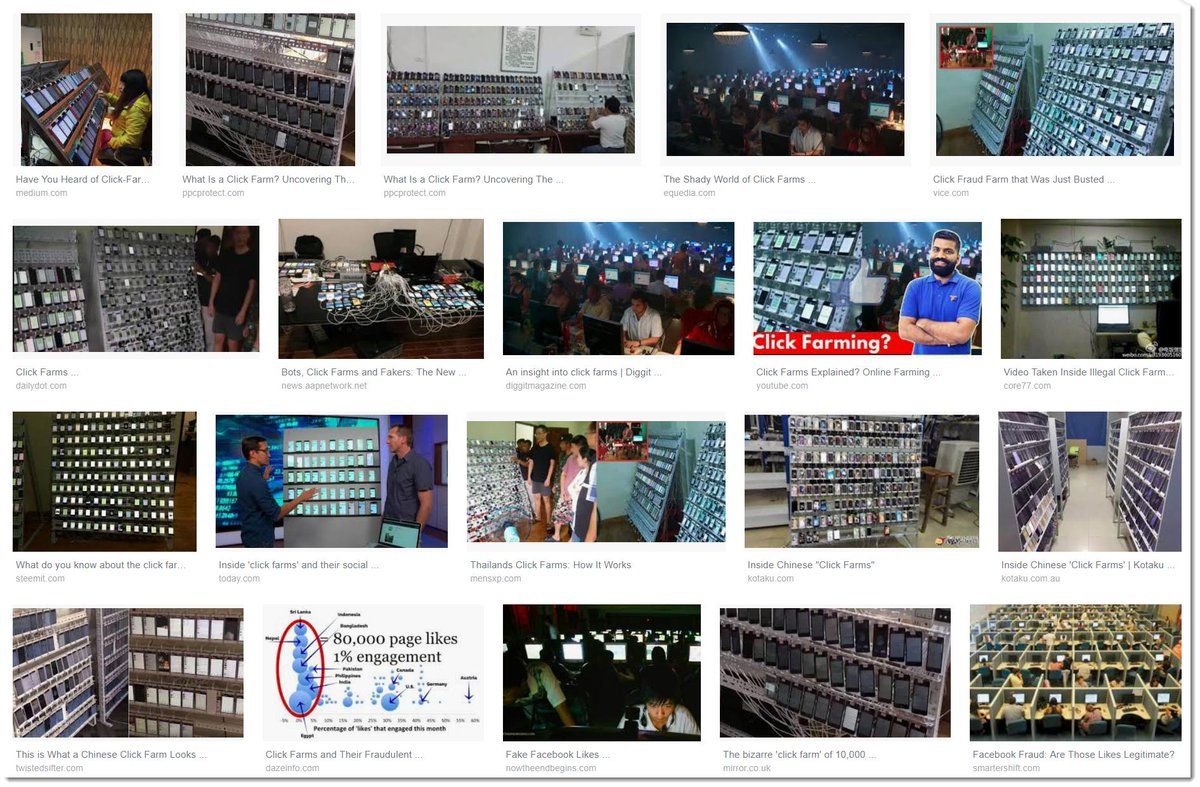 Have You Heard of Click-Far...
medium.com
What Is a Click Farm? Uncovering Th...
ppcprotect.com
What Is a Click Farm? Uncovering The ...
ppcprotect.com
The Shady World of Click Farms ...
equedia.com
Click Fraud Farm that Was Just Busted ...
vice.com
Click Farming?
weibo.com/
Click Farms ...
dailydot.com
Bots, Click Farms and Fakers: The New ...
news.aapnetwork.net
An insight into click farms | Diggit ...
diggitmagazine.com
Click Farms Explained? Online Farming ...
youtube.com
Video Taken Inside Illegal Click Farm...
core77.com
What do you know about the click far...
steemit.com
Inside 'click farms' and their social ...
today.com
Thailands Click Farms: How It Works
mensxp.com
Inside Chinese "Click Farms"
kotaku.com
Inside Chinese 'Click Farms' | Kotaku ...
kotaku.com.au
Sri Lanka
Indonesia
Bangladesh
Nepal
= 80,000 page likes
1% engagement
Pakistan
Philippines
India
Canada
U.S.
Germany
Austria
-5% 0% 5% 10% 15% 20% 25% 30% 35% 40% 45% 50% 55% 60%
Percentage of 'likes' that engaged this month
Egypt
This is What a Chinese Click Farm Looks ...
twistedsifter.com
Click Farms and Their Fraudulent ...
dazeinfo.com
Fake Facebook Likes ...
nowtheendbegins.com
The bizarre 'click farm' of 10,000 ...
mirror.co.uk
Facebook Fraud: Are Those Likes Legitimate?
smartershift.com